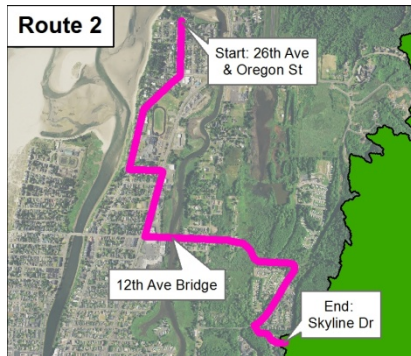 Route 2
Start: 26th Ave
& Oregon St
12th Ave Bridge
End:
Skyline Dr